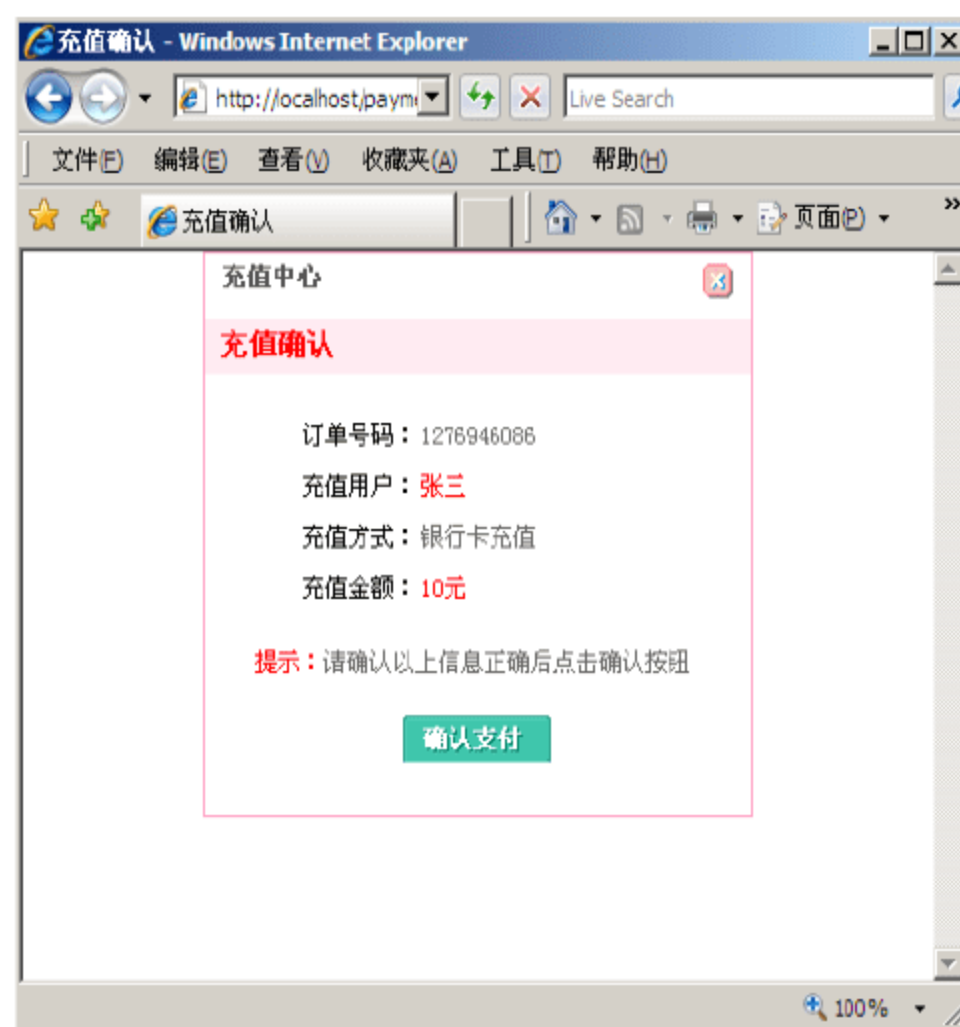 充值确认 - Windows Internet Explorer
http://ocalhost/payme
Live Search
文件(F) 编辑(E) 查看(V) 收藏夹(A) 工具(T) 帮助(H)
充值确认
页面(P)
»
充值中心
充值确认
订单号码：1276946086
充值用户：张三
充值方式：银行卡充值
充值金额：10元
提示：请确认以上信息正确后点击确认按钮
确认支付
100%